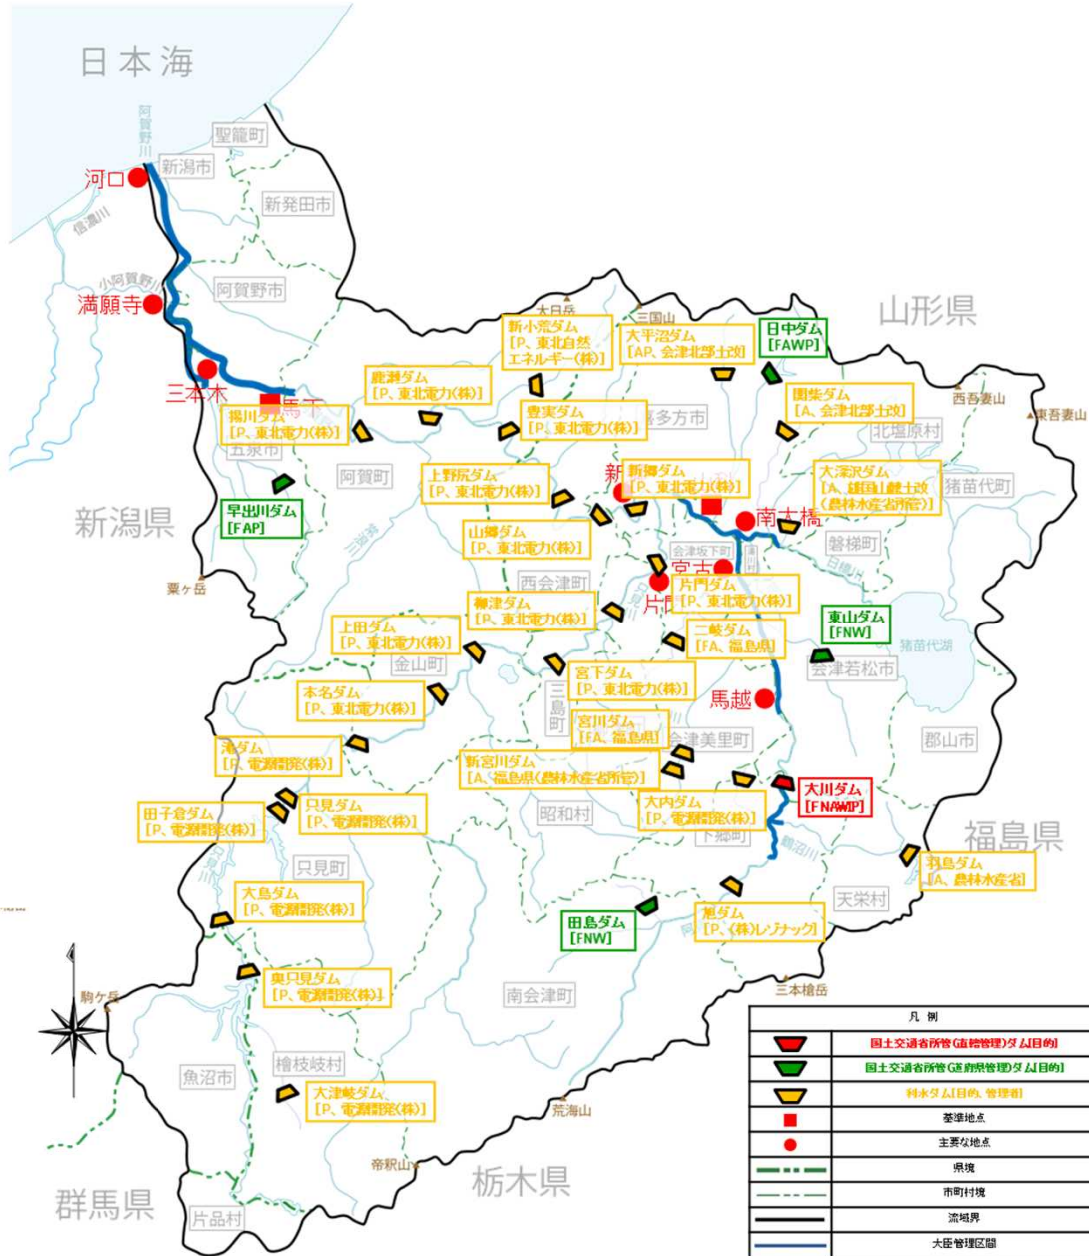 日本海
阿賀野川
聖籠町
新潟市
河口
新発田市
信濃川
小阿賀野川
阿賀野市
満願寺
山形県
大日岳
三国山
新小荒ダム
[P、東北自然
エネルギー(株)]
大平沼ダム
[AP、会津北部土改]
日中ダム
[FAWP]
三本木
馬下
鹿瀬ダム
[P、東北電力(株)]
関柴ダム
[A、会津北部土改]
西吾妻山
東吾妻山
揚川ダム
[P、東北電力(株)]
豊実ダム
[P、東北電力(株)]
喜多方市
北塩原村
五泉市
阿賀町
上野尻ダム
[P、東北電力(株)]
新郷ダム
[P、東北電力(株)]
大深沢ダム
[A、雄国山麓土改
(農林水産省所管)]
猪苗代町
早出川ダム
[FAP]
新潟県
常浪川
新
南大橋
山郷ダム
[P、東北電力(株)]
会津坂下町
湯川村
磐梯町
日橋川
宮古
粟ヶ岳
西会津町
只見川
片門
片門ダム
[P、東北電力(株)]
柳津ダム
[P、東北電力(株)]
上田ダム
[P、東北電力(株)]
二岐ダム
[FA、福島県]
東山ダム
[FNW]
猪苗代湖
金山町
会津若松市
宮下ダム
[P、東北電力(株)]
本名ダム
[P、東北電力(株)]
三島町
馬越
宮川ダム
[FA、福島県]
会津美里町
郡山市
滝ダム
[P、電源開発(株)]
新宮川ダム
[A、福島県(農林水産省所管)]
大川ダム
[FNAWIP]
田子倉ダム
[P、電源開発(株)]
只見ダム
[P、電源開発(株)]
昭和村
大内ダム
[P、電源開発(株)]
下郷町
福島県
鶴沼川
只見川
只見町
羽鳥ダム
[A、農林水産省]
大鳥ダム
[P、電源開発(株)]
天栄村
田島ダム
[FNW]
旭ダム
[P、(株)レゾナック]
奥只見ダム
[P、電源開発(株)]
駒ケ岳
南会津町
三本槍岳
魚沼市
檜枝岐村
大津岐ダム
[P、電源開発(株)]
荒海山
帝釈山
栃木県
群馬県
片品村
凡例
国土交通省所管(直轄管理)ダム[目的]
国土交通省所管(道府県管理)ダム[目的]
利水ダム[目的、管理者]
基準地点
主要な地点
県境
市町村境
流域界
大臣管理区間